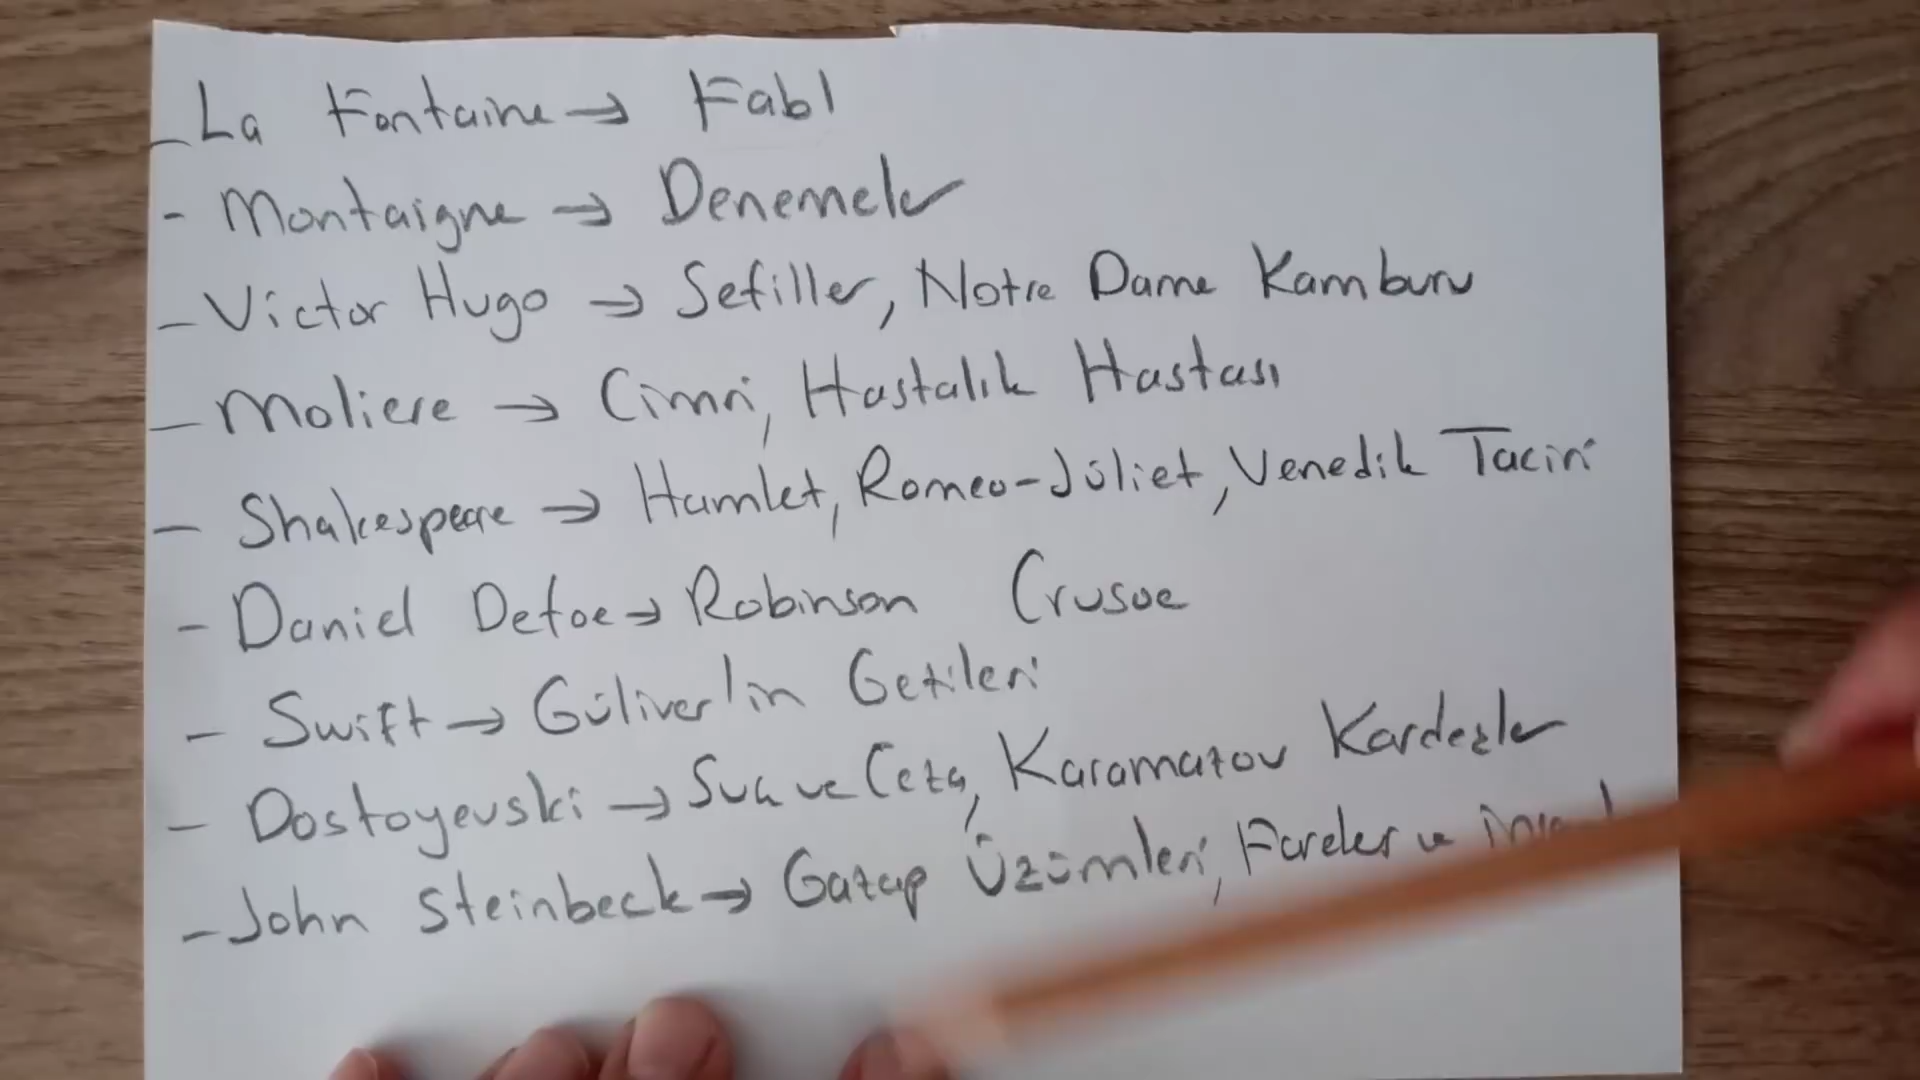 - La Fontaine → Fabl
- Montaigne → Denemeler
- Victor Hugo → Sefiller, Notre Dame Kamburu
- Moliere → Cimri, Hastalık Hastası
- Shakespeare → Hamlet, Romeo-Jüliet, Venedik Taciri
- Daniel Defoe → Robinson Crusoe
- Swift → Güliver'in Gezileri
- Dostoyevski → Suç ve Ceza, Karamazov Kardeşler
- John Steinbeck → Gazap Üzümleri, Fareler ve